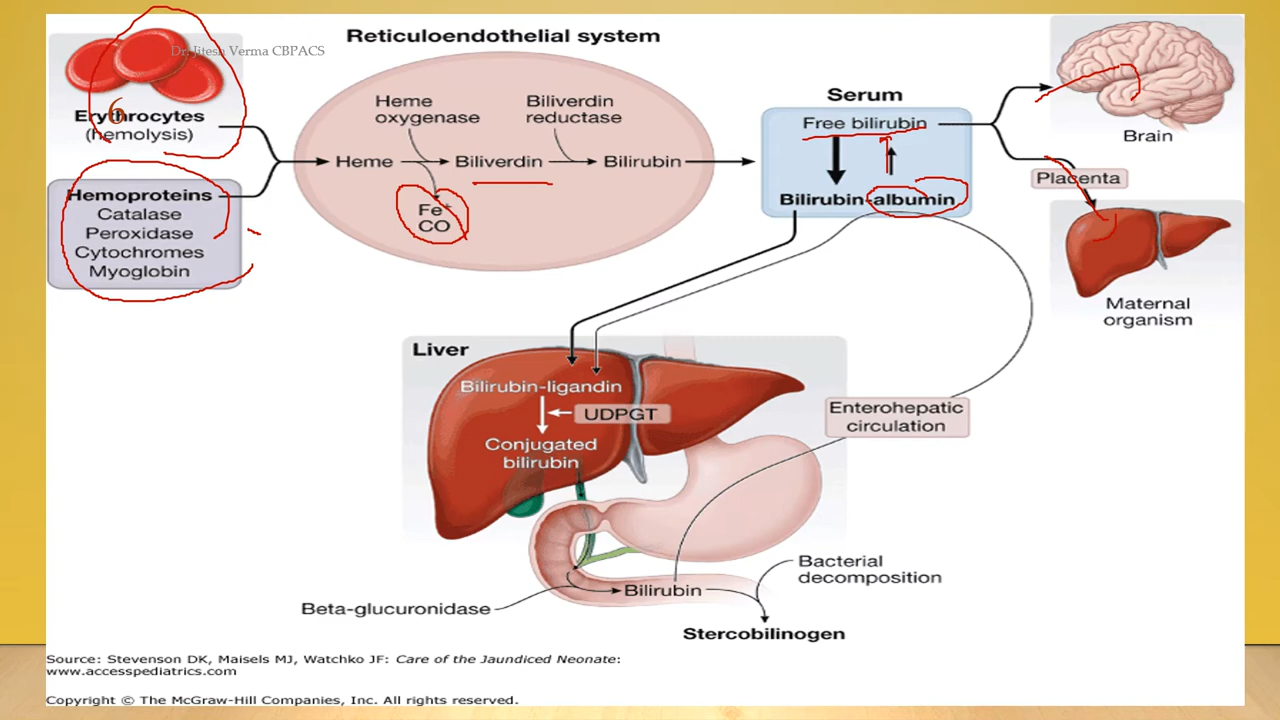 Dr. Jitesh Verma CBPACS
6
Reticuloendothelial system
Erythrocytes
(hemolysis)
Hemoproteins
Catalase
Peroxidase
Cytochromes
Myoglobin
Heme
oxygenase
Biliverdin
reductase
Heme
Biliverdin
Bilirubin
Fe+
CO
Serum
Free bilirubin
Bilirubin-albumin
Brain
Placenta
Maternal
organism
Liver
Bilirubin-ligandin
UDPGT
Conjugated
bilirubin
Enterohepatic
circulation
Bacterial
decomposition
Beta-glucuronidase
Bilirubin
Stercobilinogen
Source: Stevenson DK, Maisels MJ, Watchko JF: Care of the Jaundiced Neonate:
www.accesspediatrics.com
Copyright © The McGraw-Hill Companies, Inc. All rights reserved.